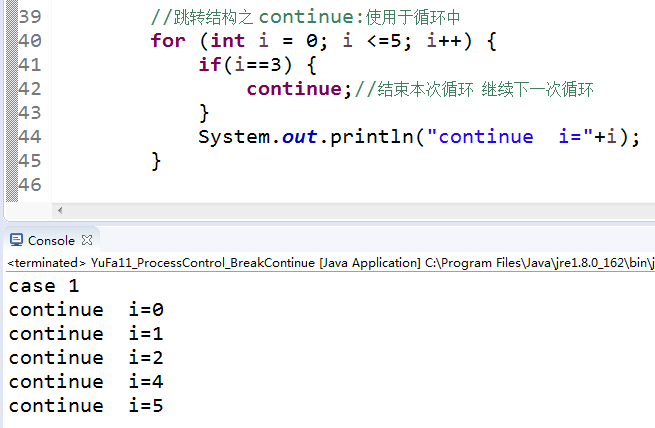 39 //跳转结构之 continue:使用于循环中
40 for (int i = 0; i <=5; i++) {
41 if(i==3) {
42 continue;//结束本次循环 继续下一次循环
43 }
44 System.out.println("continue  i="+i);
45 }
46
Console
<terminated> YuFa11_ProcessControl_BreakContinue [Java Application] C:\Program Files\Java\jre1.8.0_162\bin\j
case 1
continue  i=0
continue  i=1
continue  i=2
continue  i=4
continue  i=5